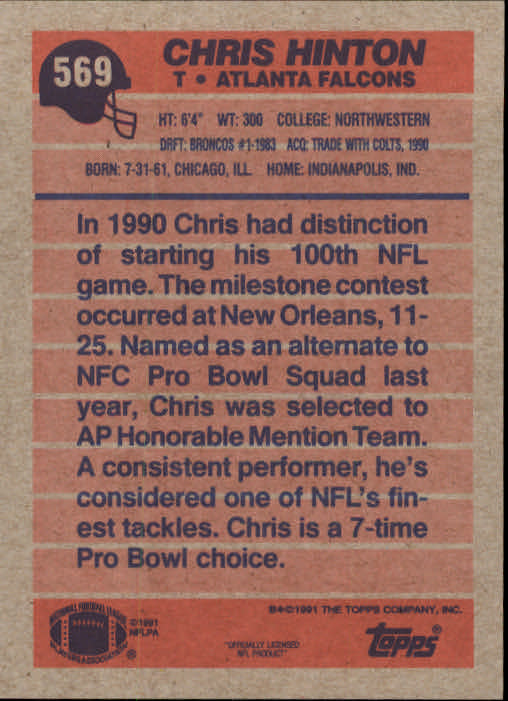 569
CHRIS HINTON
T • ATLANTA FALCONS
HT: 6'4" WT: 300 COLLEGE: NORTHWESTERN
DRFT: BRONCOS #1-1983 ACQ: TRADE WITH COLTS, 1990
BORN: 7-31-61, CHICAGO, ILL. HOME: INDIANAPOLIS, IND.
In 1990 Chris had distinction
of starting his 100th NFL
game. The milestone contest
occurred at New Orleans, 11-
25. Named as an alternate to
NFC Pro Bowl Squad last
year, Chris was selected to
AP Honorable Mention Team.
A consistent performer, he's
considered one of NFL's fin-
est tackles. Chris is a 7-time
Pro Bowl choice.
B♣©1991 THE TOPPS COMPANY, INC.
NATIONAL FOOTBALL LEAGUE
PLAYERS ASSOCIATION
®
©1991
NFLPA
"OFFICIALLY LICENSED
NFL PRODUCT"
topps®